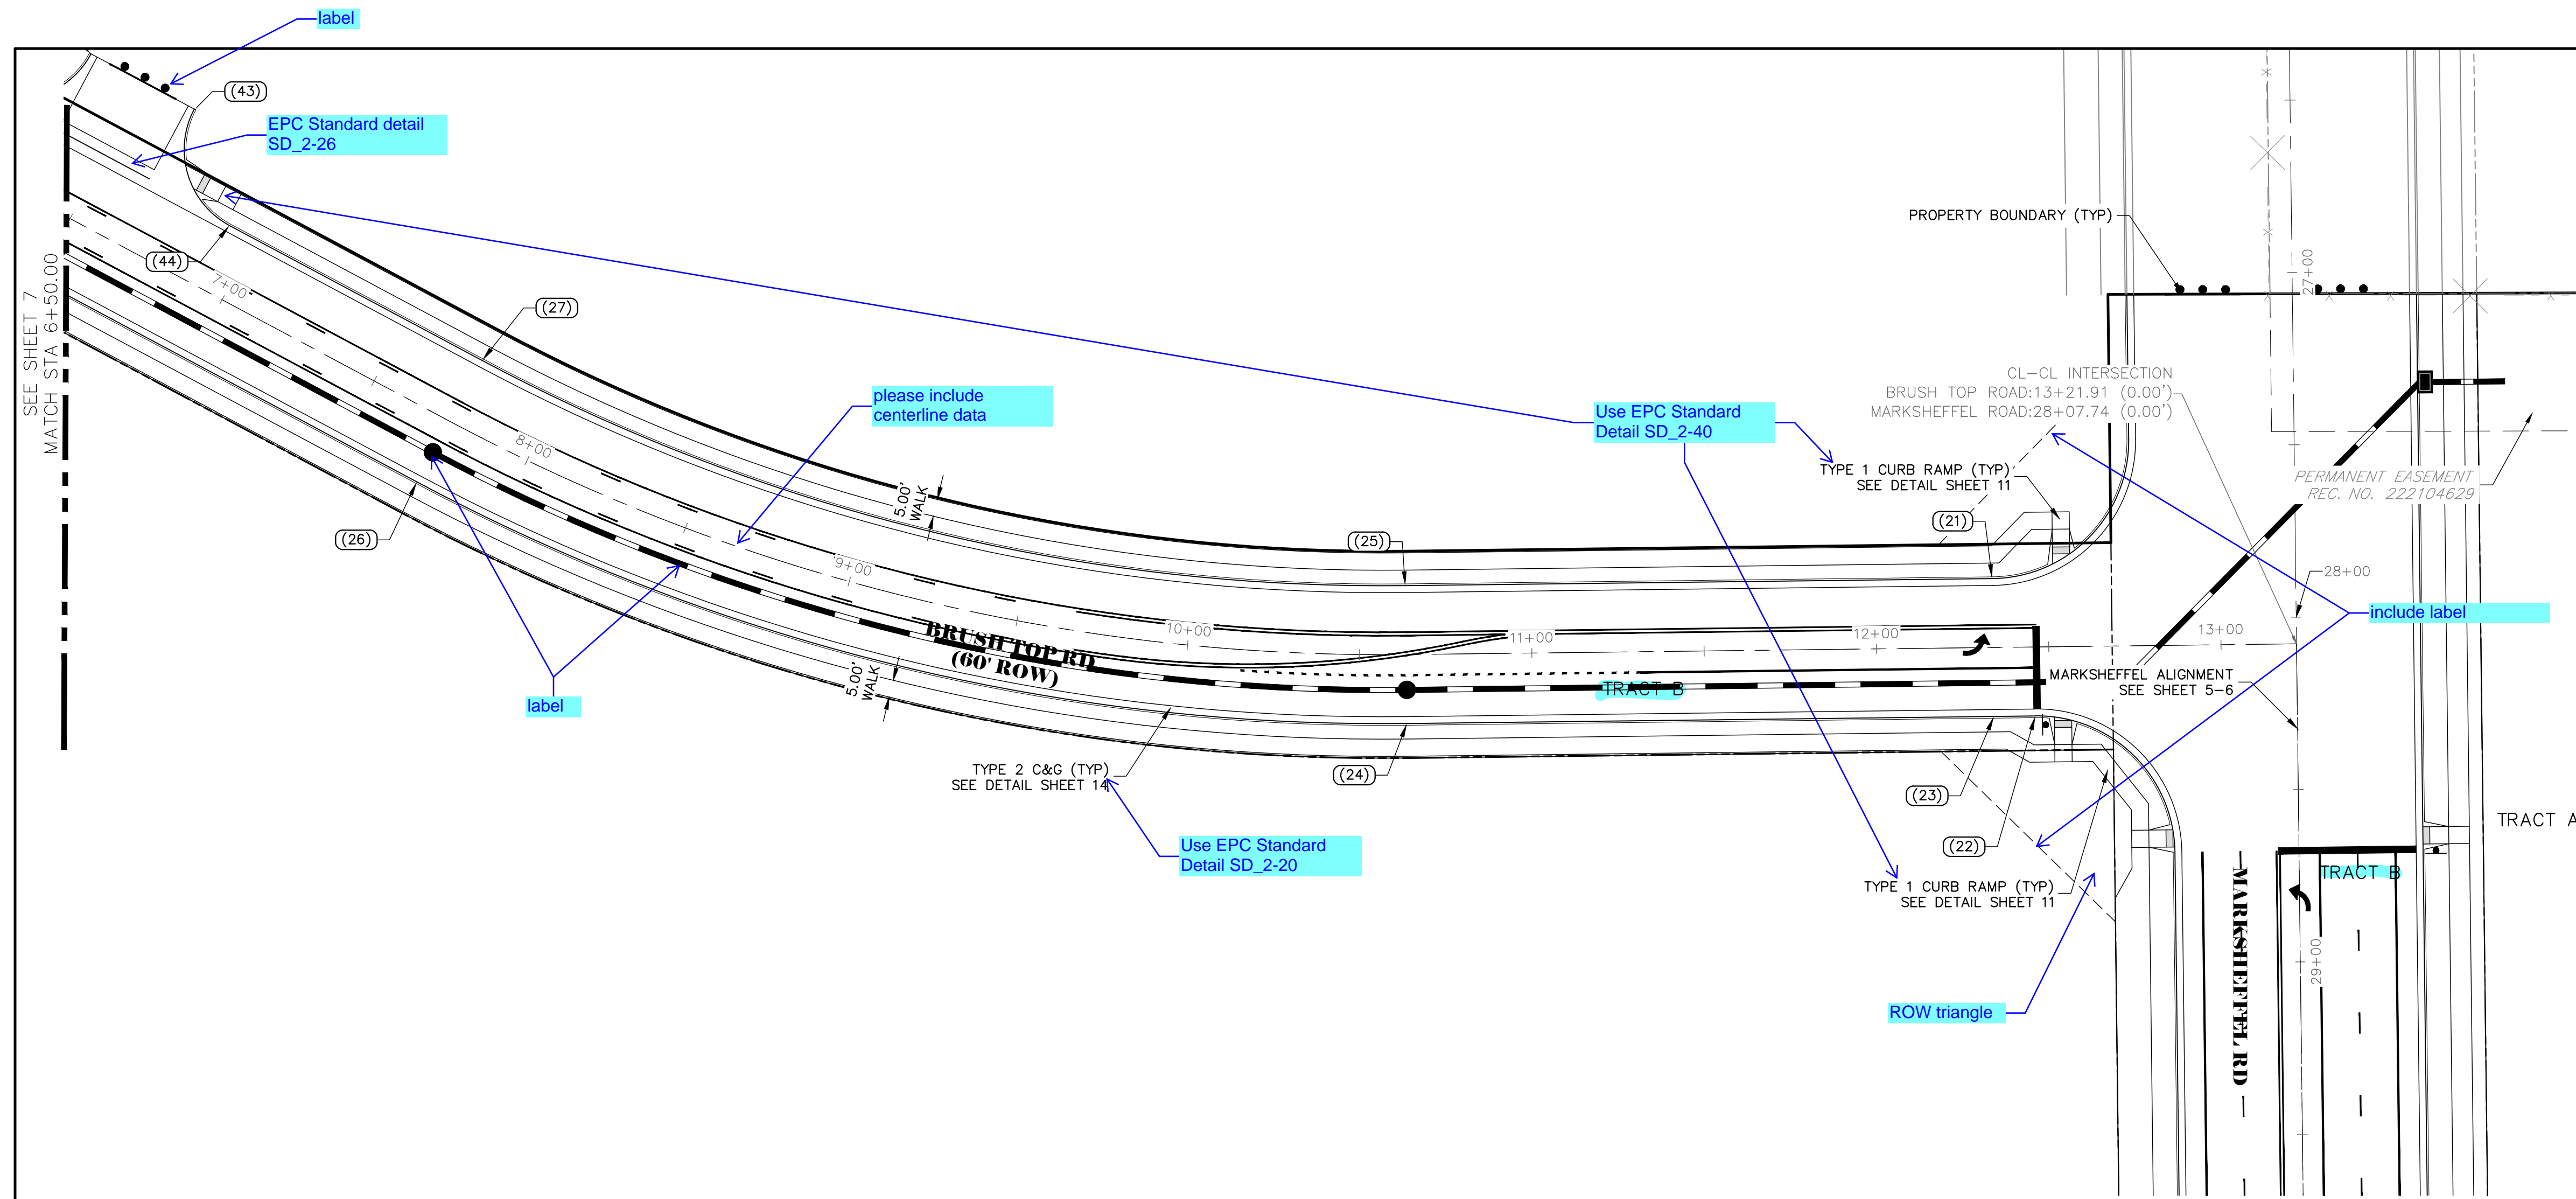 label
(43)
EPC Standard detail
SD_2-26
(44)
7+00
(27)
SEE SHEET 7
MATCH STA 6+50.00
8+00
please include
centerline data
(26)
5.00'
WALK
9+00
(25)
Use EPC Standard
Detail SD_2-40
PROPERTY BOUNDARY (TYP)
27+00
CL-CL INTERSECTION
BRUSH TOP ROAD:13+21.91 (0.00')
MARKSHEFFEL ROAD:28+07.74 (0.00')
TYPE 1 CURB RAMP (TYP)
SEE DETAIL SHEET 11
PERMANENT EASEMENT
REC. NO. 222104629
(21)
28+00
include label
10+00
11+00
12+00
13+00
BRUSH TOP RD
(60' ROW)
5.00'
WALK
label
TRACT B
MARKSHEFFEL ALIGNMENT
SEE SHEET 5-6
TYPE 2 C&G (TYP)
SEE DETAIL SHEET 14
(24)
(23)
(22)
Use EPC Standard
Detail SD_2-20
TYPE 1 CURB RAMP (TYP)
SEE DETAIL SHEET 11
TRACT A
TRACT B
MARKSHEFFEL RD
29+00
ROW triangle